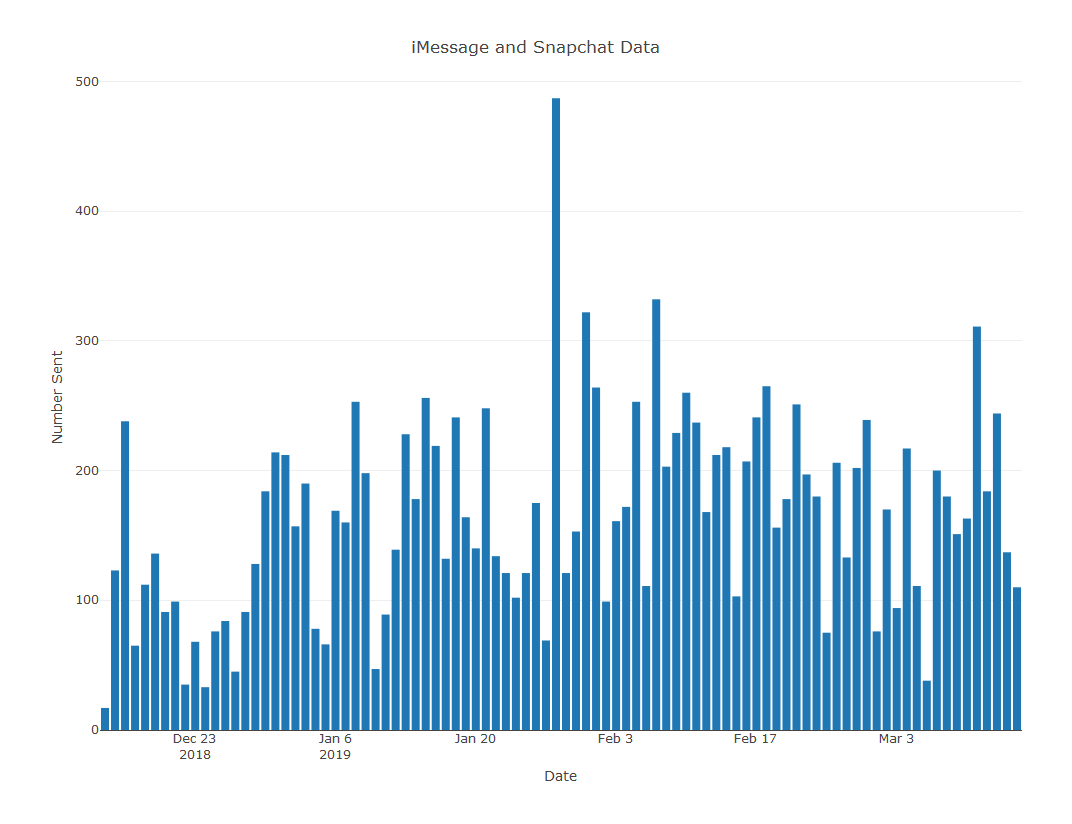 iMessage and Snapchat Data
500
400
300
200
100
0
Number Sent
Dec 23
2018
Jan 6
2019
Jan 20
Feb 3
Feb 17
Mar 3
Date